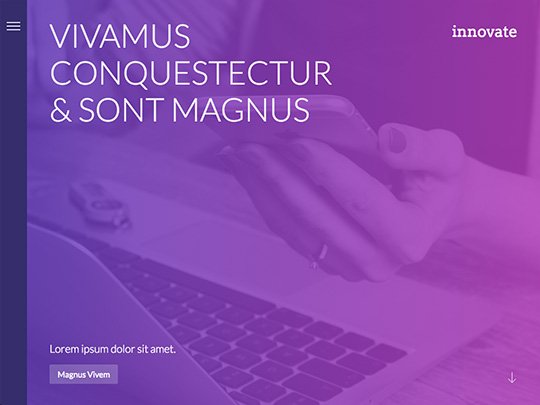 VIVAMUS
CONQUESTECTUR
& SONT MAGNUS
innovate
Lorem ipsum dolor sit amet.
Magnus Vivem